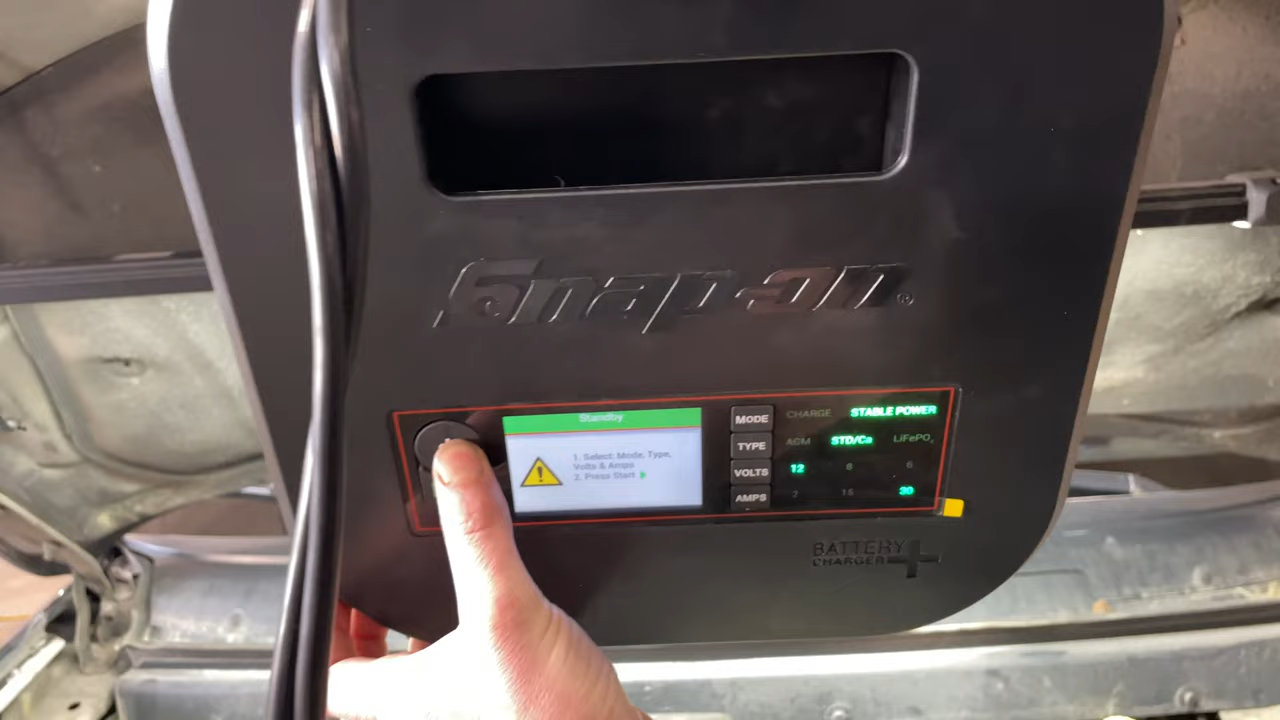 Snap-on®
Standby
1. Select: Mode, Type,
Volts & Amps
2. Press Start
MODE CHARGE STABLE POWER
TYPE AGM STD/Ca LiFePO₄
VOLTS 12 8 6
AMPS 2 15 30
BATTERY
CHARGER